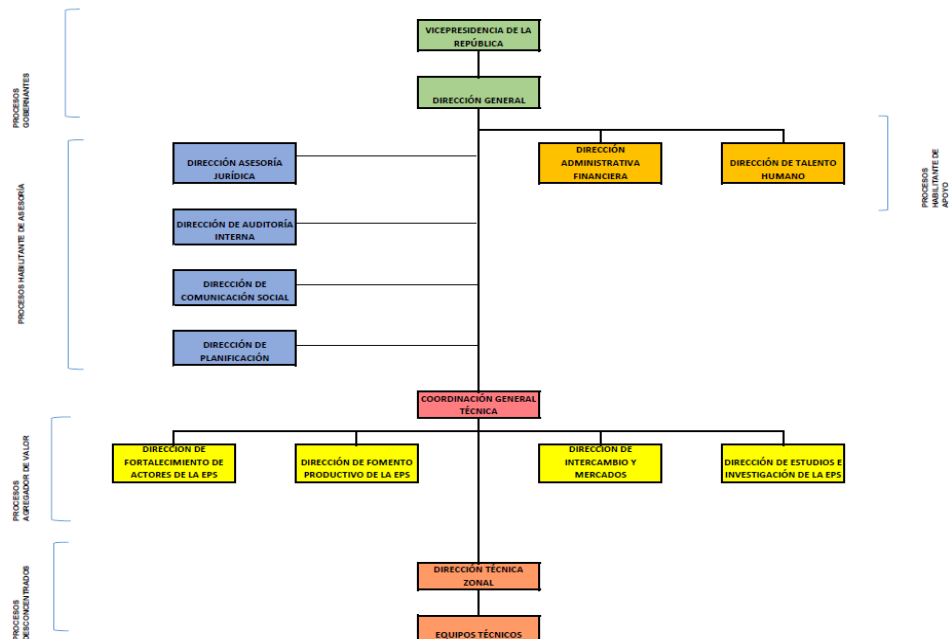 VICEPRESIDENCIA DE LA
REPÚBLICA
DIRECCIÓN GENERAL
PROCESOS
GOBERNANTES
DIRECCIÓN ASESORÍA
JURÍDICA
DIRECCIÓN
ADMINISTRATIVA
FINANCIERA
DIRECCIÓN DE TALENTO
HUMANO
PROCESOS
HABILITANTE DE
APOYO
DIRECCIÓN DE AUDITORÍA
INTERNA
PROCESOS HABILITANTE DE ASESORÍA
DIRECCIÓN DE
COMUNICACIÓN SOCIAL
DIRECCIÓN DE
PLANIFICACIÓN
COORDINACIÓN GENERAL
TÉCNICA
PROCESOS
AGREGADOR DE VALOR
DIRECCIÓN DE
FORTALECIMIENTO DE
ACTORES DE LA EPS
DIRECCIÓN DE FOMENTO
PRODUCTIVO DE LA EPS
DIRECCIÓN DE
INTERCAMBIO Y
MERCADOS
DIRECCIÓN DE ESTUDIOS E
INVESTIGACIÓN DE LA EPS
PROCESOS
DESCONCENTRADOS
DIRECCIÓN TÉCNICA
ZONAL
EQUIPOS TÉCNICOS